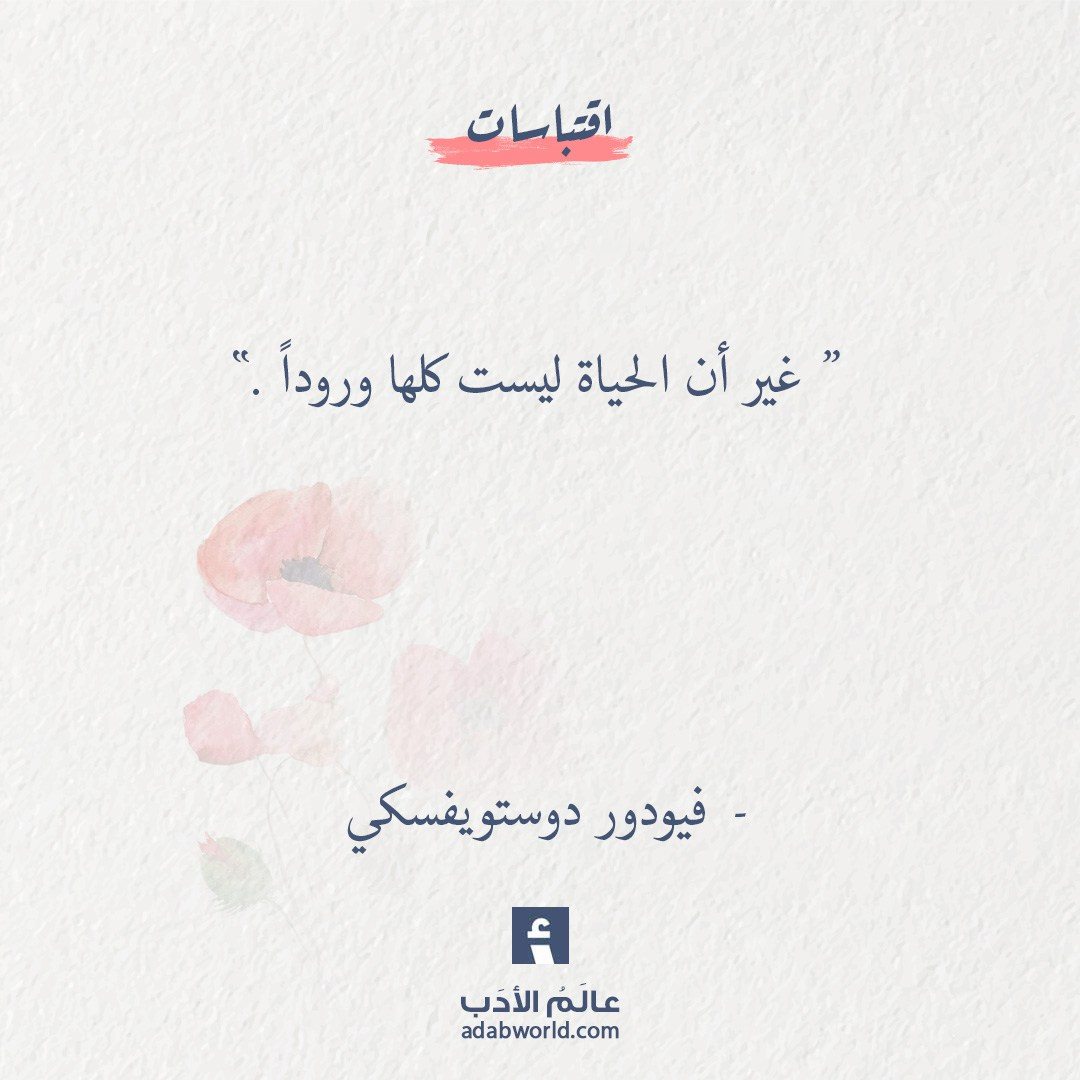 اقتباسات
” غير أن الحياة ليست كلها وروداً .“
- فيودور دوستويفسكي
أ
عالَمُ الأدَب
adabworld.com